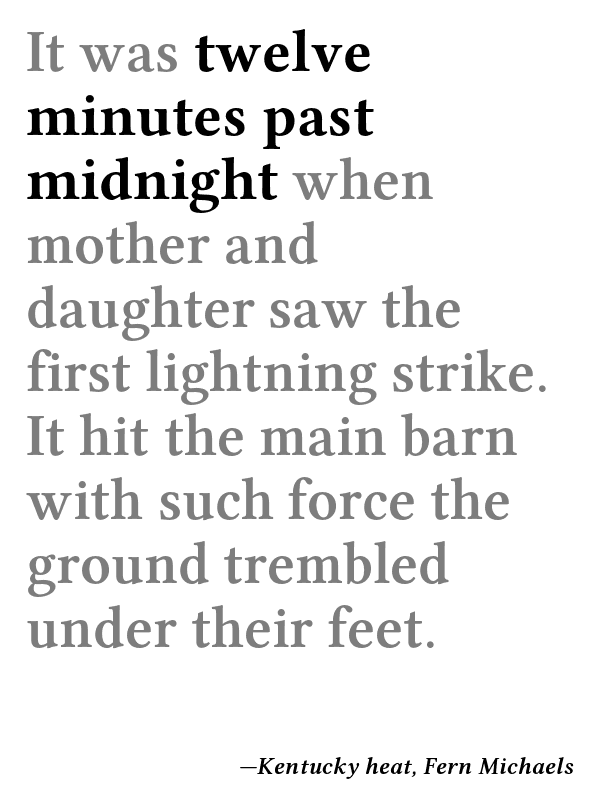 It was twelve
minutes past
midnight when
mother and
daughter saw the
first lightning strike.
It hit the main barn
with such force the
ground trembled
under their feet.
—Kentucky heat, Fern Michaels